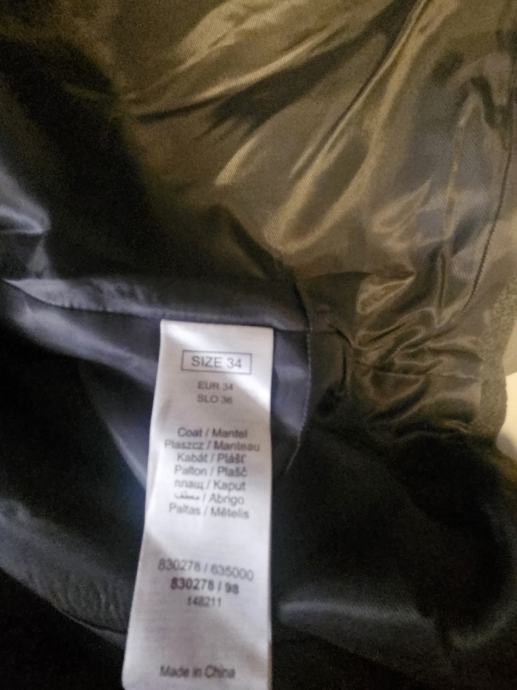 SIZE 34
EUR 34
SLO 36
Coat / Mantel
Płaszcz / Manteau
Kabát / Plášť
Palton / Plašč
плащ / Kaput
معطف / Abrigo
Paltas / Mētelis
830278 / 635000
830278 / 98
148211
Made in China